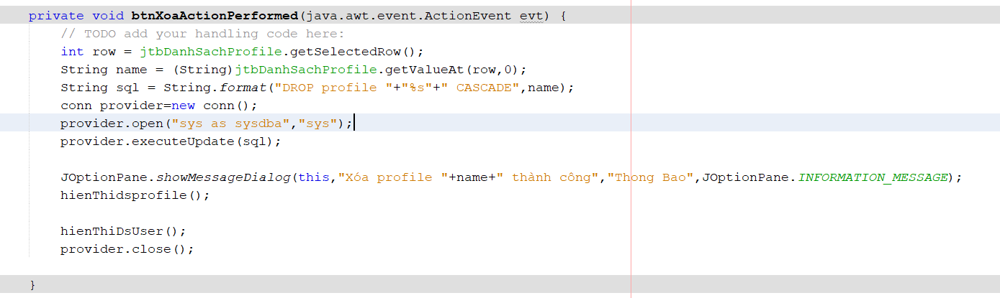 private void btnXoaActionPerformed(java.awt.event.ActionEvent evt) {
// TODO add your handling code here:
int row = jtbDanhSachProfile.getSelectedRow();
String name = (String)jtbDanhSachProfile.getValueAt(row,0);
String sql = String.format("DROP profile "+"%s"+" CASCADE",name);
conn provider=new conn();
provider.open("sys as sysdba","sys");
provider.executeUpdate(sql);
JOptionPane.showMessageDialog(this,"Xóa profile "+name+" thành công","Thong Bao",JOptionPane.INFORMATION_MESSAGE);
hienThidsprofile();
hienThiDsUser();
provider.close();
}